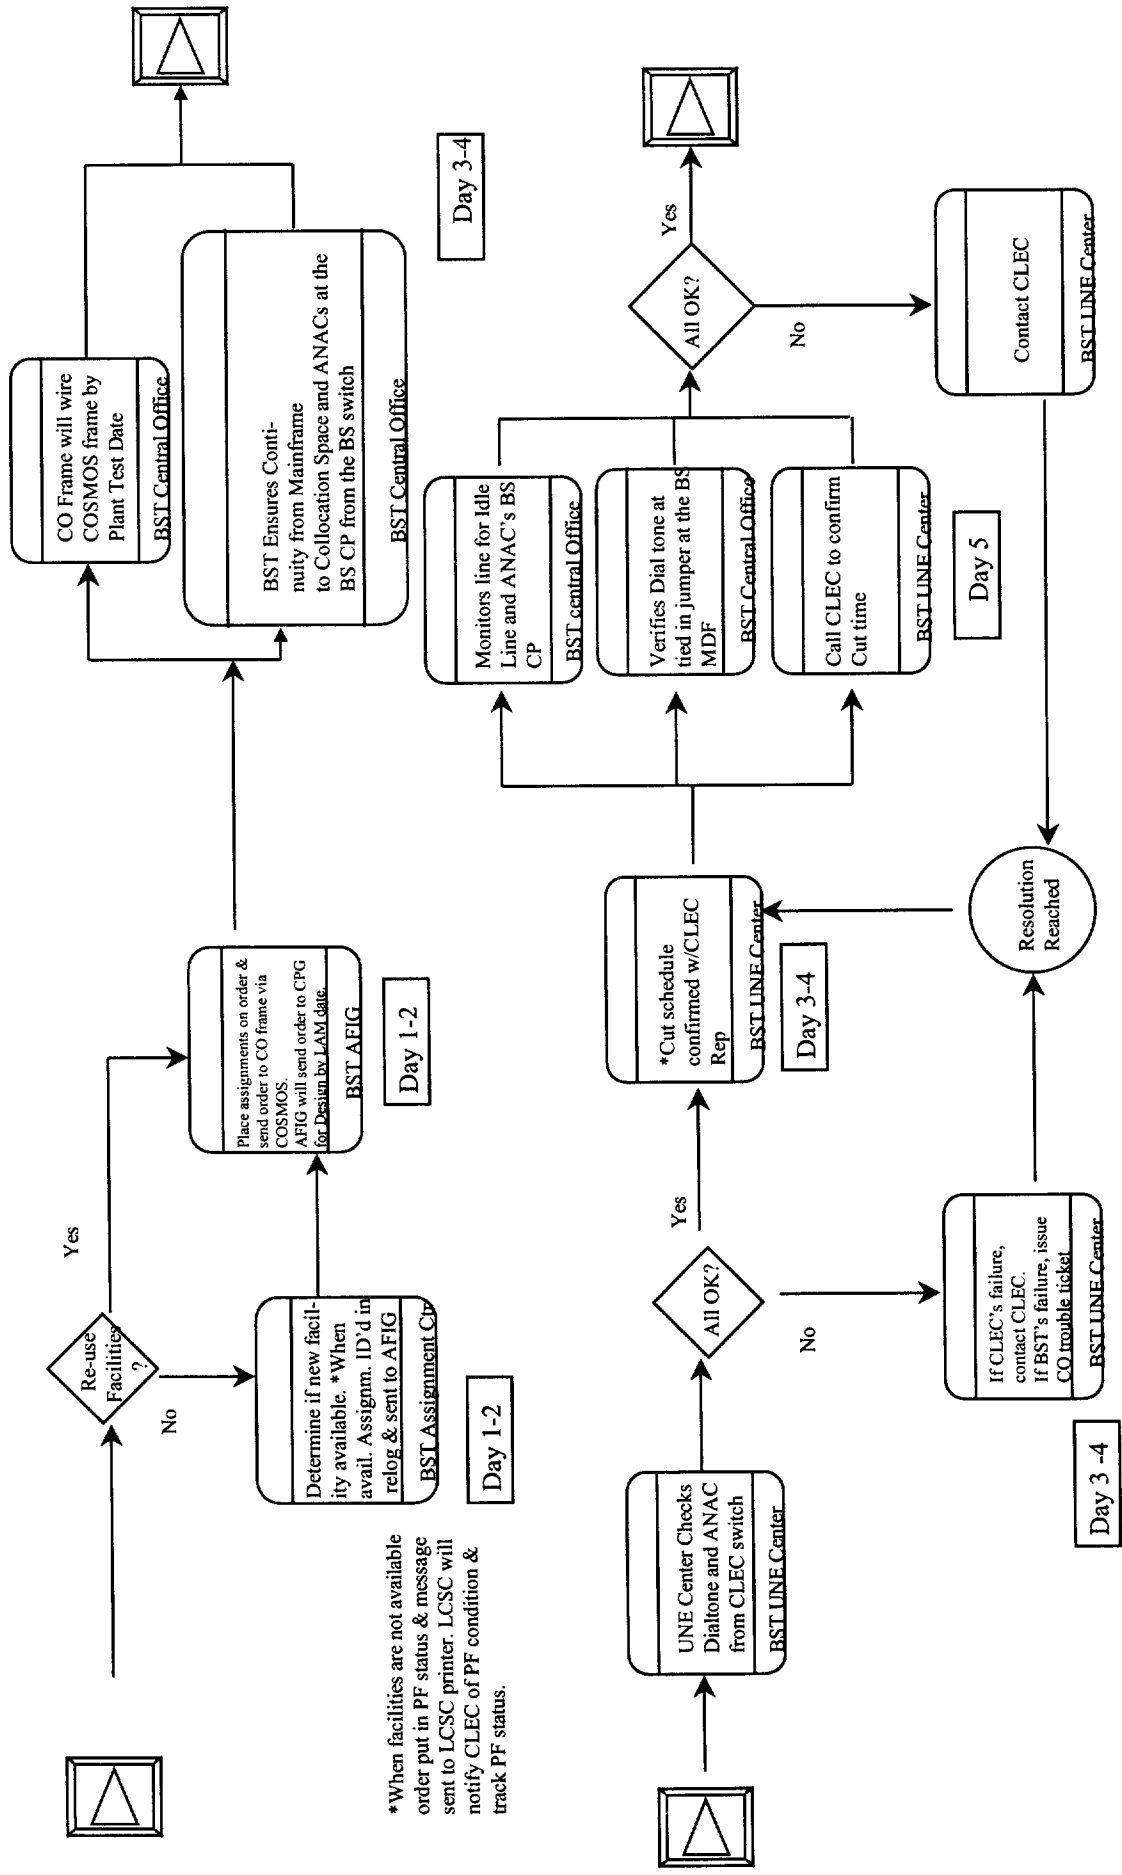 Re-use
Facilities
?
Yes
No
Determine if new facil-
ity available. *When
avail. Assignm. ID'd in
relog & sent to AFIG
BST Assignment Ctr
Day 1-2
*When facilities are not available
order put in PF status & message
sent to LCSC printer. LCSC will
notify CLEC of PF condition &
track PF status.
Place assignments on order &
send order to CO frame via
COSMOS.
AFIG will send order to CPG
for Design by LAM date.
BST AFIG
Day 1-2
CO Frame will wire
COSMOS frame by
Plant Test Date
BST Central Office
BST Ensures Conti-
nuity from Mainframe
to Collocation Space and ANACs at the
BS CP from the BS switch
BST Central Office
Day 3-4
UNE Center Checks
Dialtone and ANAC
from CLEC switch
BST UNE Center
All OK?
Yes
No
If CLEC's failure,
contact CLEC.
If BST's failure, issue
CO trouble ticket
BST UNE Center
Day 3 -4
*Cut schedule
confirmed w/CLEC
Rep
BST UNE Center
Day 3-4
Resolution
Reached
Monitors line for Idle
Line and ANAC's BS
CP
BST central Office
Verifies Dial tone at
tied in jumper at the BS
MDF
BST Central Office
Call CLEC to confirm
Cut time
BST UNE Center
Day 5
All OK?
Yes
No
Contact CLEC
BST UNE Center